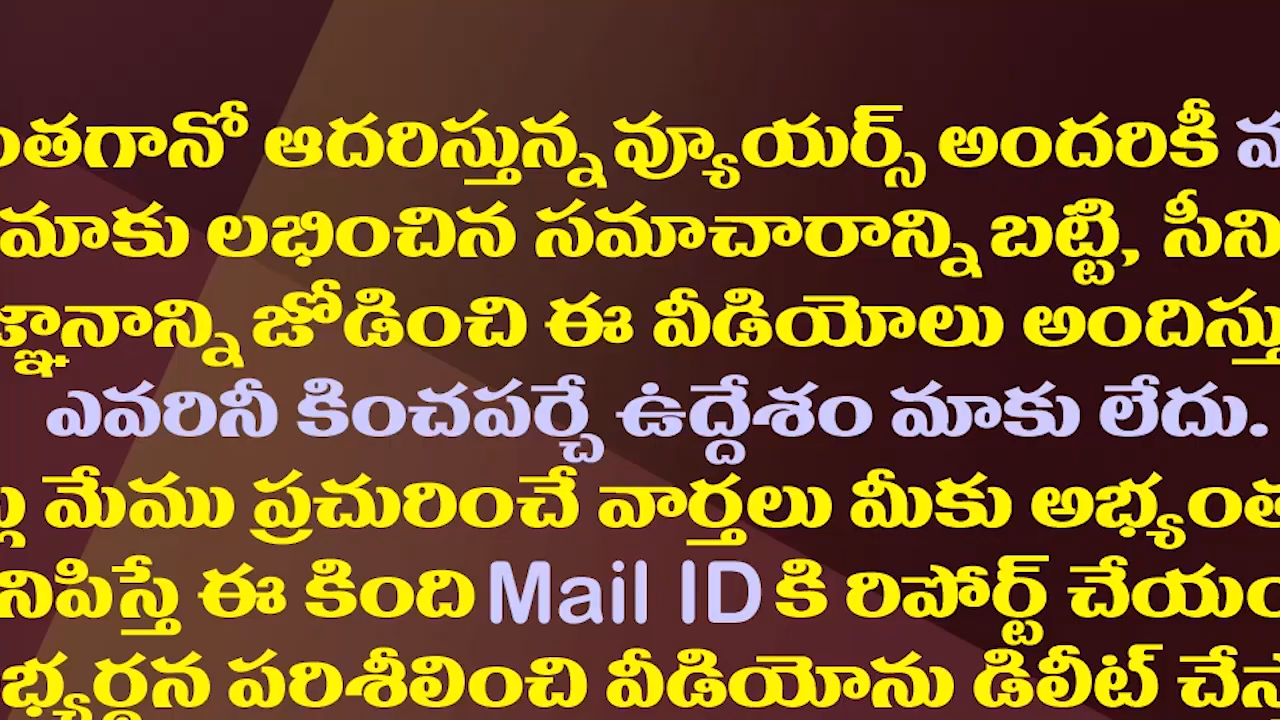 ఆదరిస్తున్న వ్యూయర్స్ అందరికీ
మాకు లభించిన సమాచారాన్ని బట్టి,
జోడించి ఈ వీడియోలు
ఎవరినీ కించపర్చే ఉద్దేశం మాకు లేదు.
మేము ప్రచురించే వార్తలు మీకు
ఈ కింది Mail ID కి రిపోర్ట్
పరిశీలించి వీడియోను డిలీట్